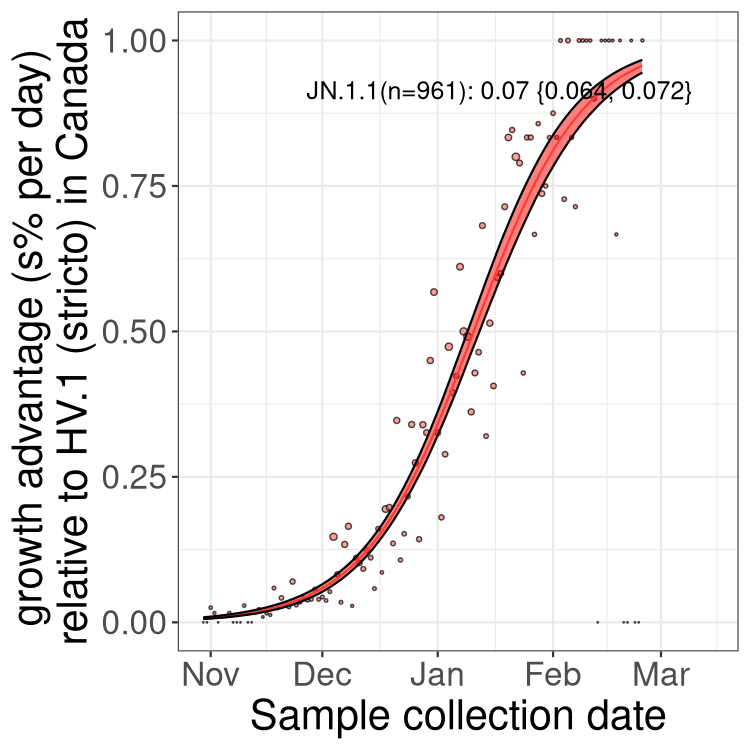 growth advantage (s% per day)
relative to HV.1 (stricto) in Canada
1.00
0.75
0.50
0.25
0.00
JN.1.1(n=961): 0.07 {0.064, 0.072}
Nov Dec Jan Feb Mar
Sample collection date